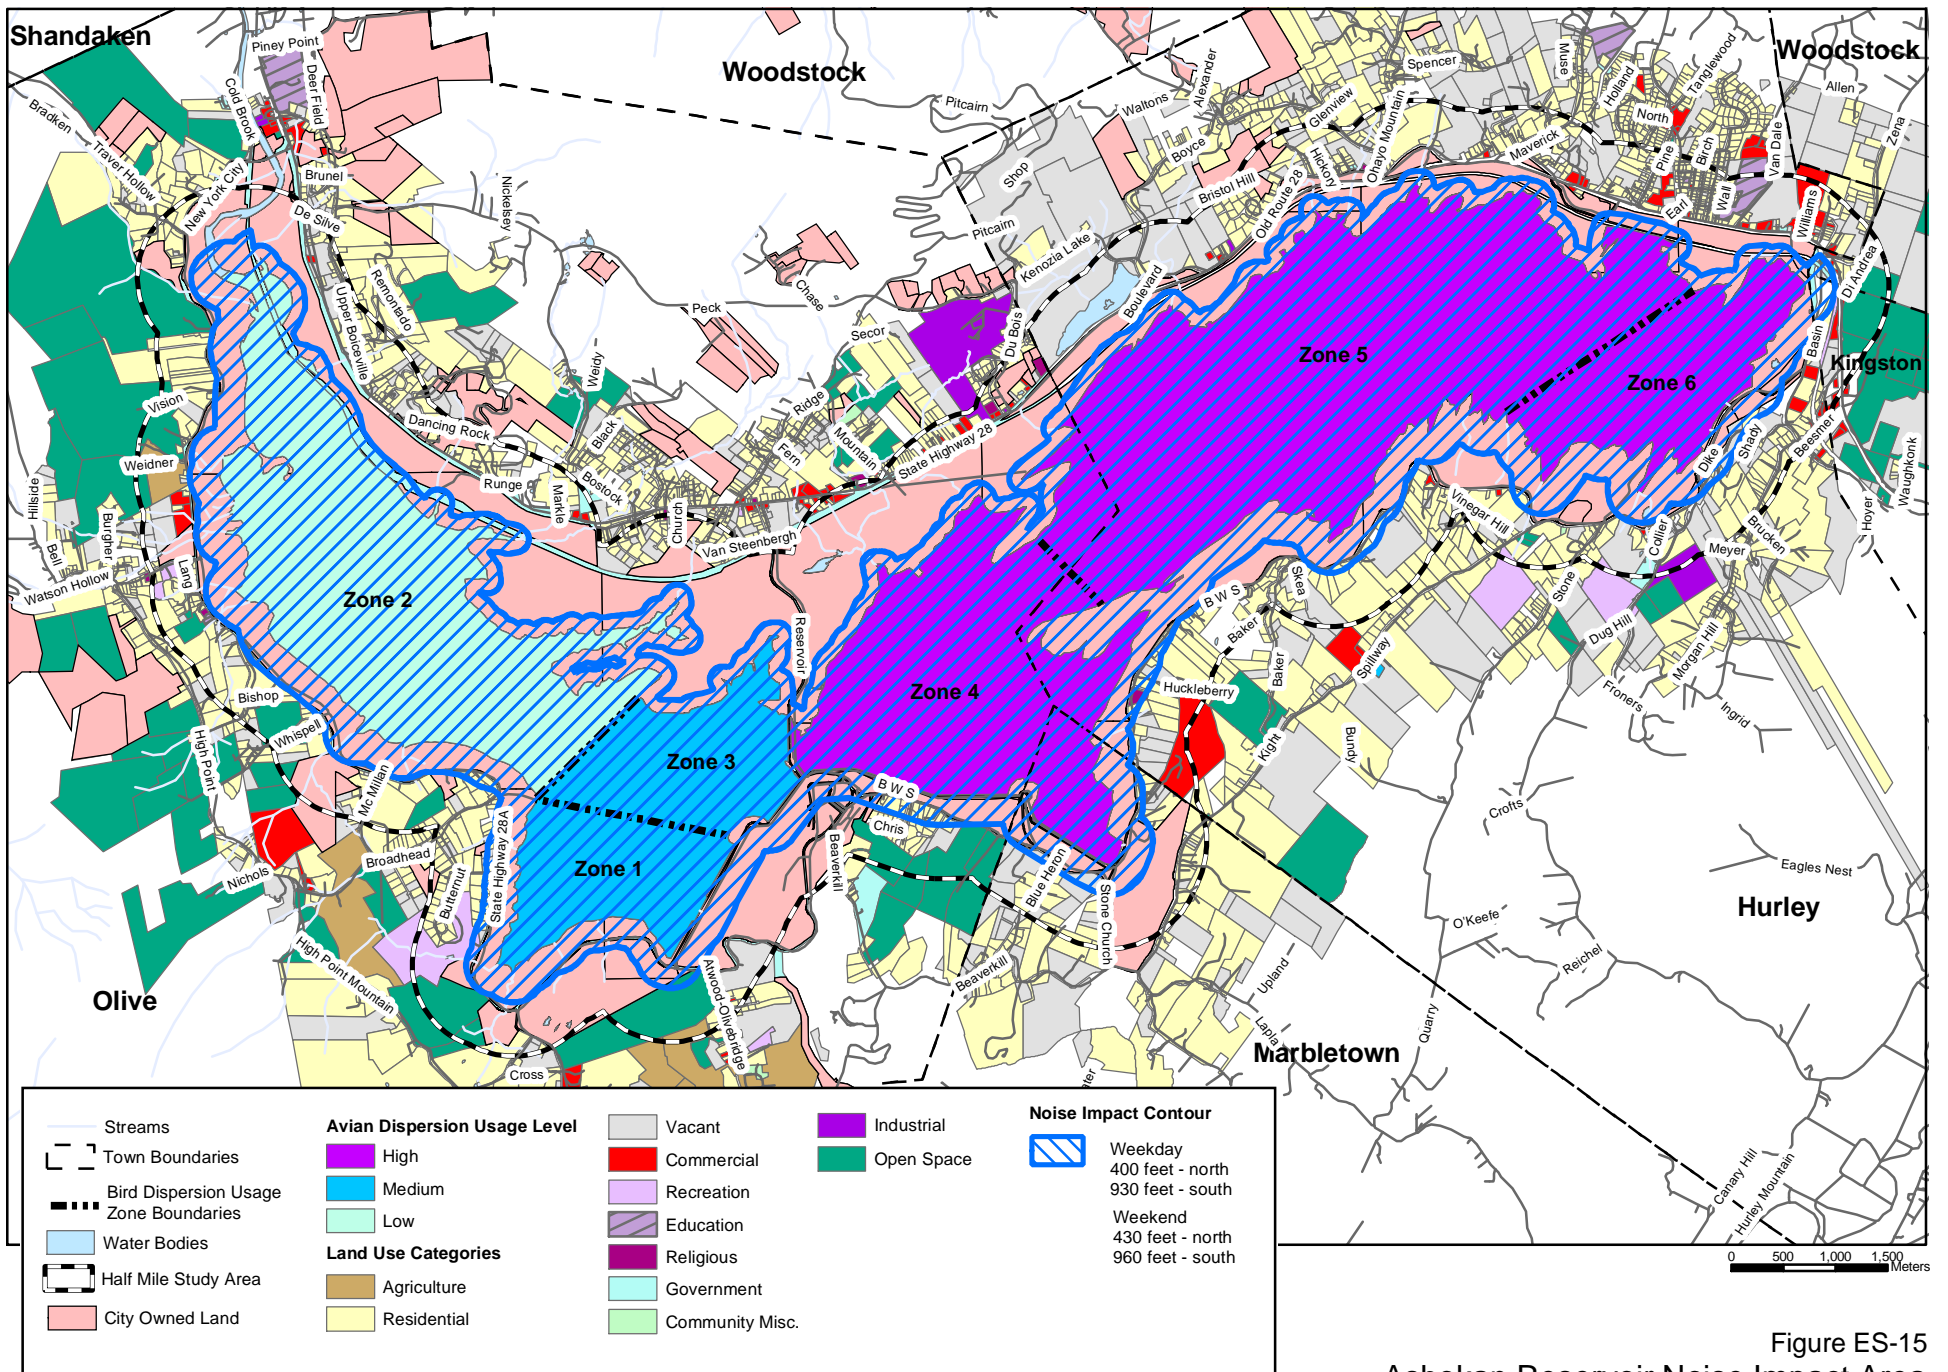 Shandaken
Woodstock
Woodstock
Piney Point
Deer Field
Cold Brook
Bradken
Traver Hollow
New York City
Brunel
De Silve
Nickelsey
Pitcairn
Waltons
Alexander
Spencer
Muse
Holland
Tanglewood
Allen
Zena
Glenview
Boyce
Shop
Hickory
Ohayo Mountain
Maverick
North
Pine
Birch
Van Dale
Wall
Earl
Williams
Bristol Hill
Old Route 28
Pitcairn
Kenozia Lake
Boulevard
Di Andrea
Remonlado
Upper Boiceville
Peck
Chase
Secor
Du Bois
Zone 5
Zone 6
Basin
Kingston
Vision
Weidy
Ridge
Dancing Rock
Black
Fern
Mountain
State Highway 28
Weidner
Hillside
Runge
Markle
Bostock
Church
Van Steenbergh
Dike
Shady
Beesmer
Waughkonk
Hoyer
Vinegar Hill
Collier
Brucken
Meyer
Burgher
Bell
Lang
Watson Hollow
Zone 2
Reservoir
B W S
Skea
Baker
Baker
Stone
Dug Hill
Morgan Hill
Spillway
Froners
Ingrid
Bishop
Whispell
High Point
Zone 4
Huckleberry
Zone 3
Kight
Bundy
Mc Millan
B W S
Chris
Crofts
Eagles Nest
Broadhead
Nichols
State Highway 28A
Butternut
Zone 1
Beaverkill
Blue Heron
Stone Church
Hurley
O'Keefe
Reichel
High Point Mountain
Olive
Atwood-Olivebridge
Beaverkill
Upland
Lapla
Quarry
Marbletown
Cross
Canary Hill
Hurley Mountain
Streams
Town Boundaries
Bird Dispersion Usage
Zone Boundaries
Water Bodies
Half Mile Study Area
City Owned Land
Avian Dispersion Usage Level
High
Medium
Low
Land Use Categories
Agriculture
Residential
Vacant
Commercial
Recreation
Education
Religious
Government
Community Misc.
Industrial
Open Space
Noise Impact Contour
Weekday
400 feet - north
930 feet - south
Weekend
430 feet - north
960 feet - south
0 500 1,000 1,500
Meters
Figure ES-15
Ashokan Reservoir Noise Impact Area